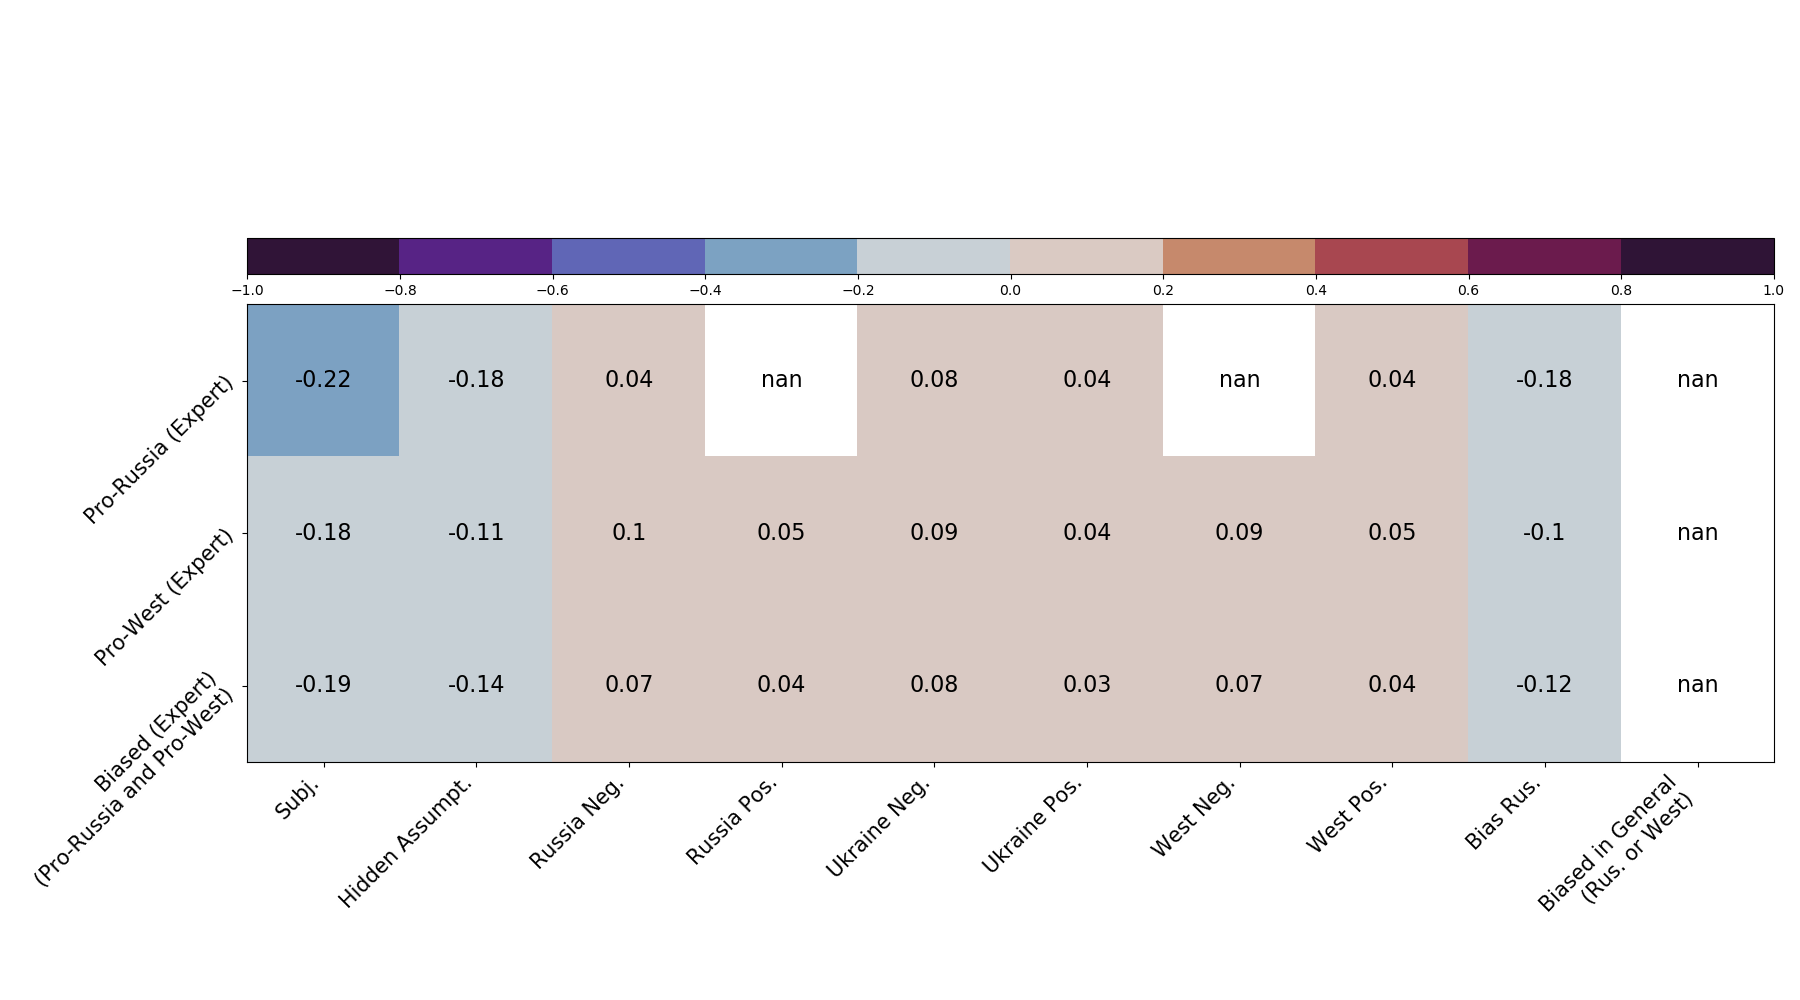 −1.0 −0.8 −0.6 −0.4 −0.2 0.0 0.2 0.4 0.6 0.8 1.0
Pro-Russia (Expert) -0.22 -0.18 0.04 nan 0.08 0.04 nan 0.04 -0.18 nan
Pro-West (Expert) -0.18 -0.11 0.1 0.05 0.09 0.04 0.09 0.05 -0.1 nan
Biased (Expert)
(Pro-Russia and Pro-West) -0.19 -0.14 0.07 0.04 0.08 0.03 0.07 0.04 -0.12 nan
Subj. Hidden Assumpt. Russia Neg. Russia Pos. Ukraine Neg. Ukraine Pos. West Neg. West Pos. Bias Rus. Biased in General
(Rus. or West)